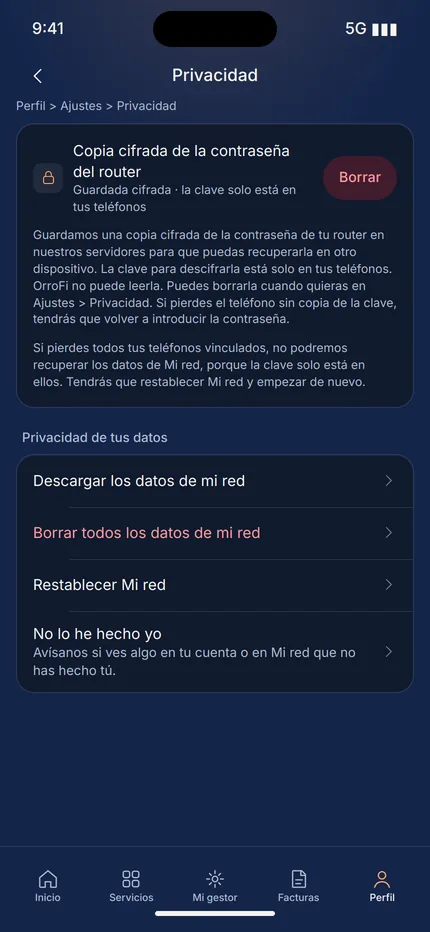 9:41
5G
Privacidad
Perfil > Ajustes > Privacidad
Copia cifrada de la contraseña
del router
Guardada cifrada · la clave solo está en
tus teléfonos
Borrar
Guardamos una copia cifrada de la contraseña de tu router en
nuestros servidores para que puedas recuperarla en otro
dispositivo. La clave para descifrarla está solo en tus teléfonos.
OrroFi no puede leerla. Puedes borrarla cuando quieras en
Ajustes > Privacidad. Si pierdes el teléfono sin copia de la clave,
tendrás que volver a introducir la contraseña.
Si pierdes todos tus teléfonos vinculados, no podremos
recuperar los datos de Mi red, porque la clave solo está en
ellos. Tendrás que restablecer Mi red y empezar de nuevo.
Privacidad de tus datos
Descargar los datos de mi red
Borrar todos los datos de mi red
Restablecer Mi red
No lo he hecho yo
Avísanos si ves algo en tu cuenta o en Mi red que no
has hecho tú.
Inicio
Servicios
Mi gestor
Facturas
Perfil